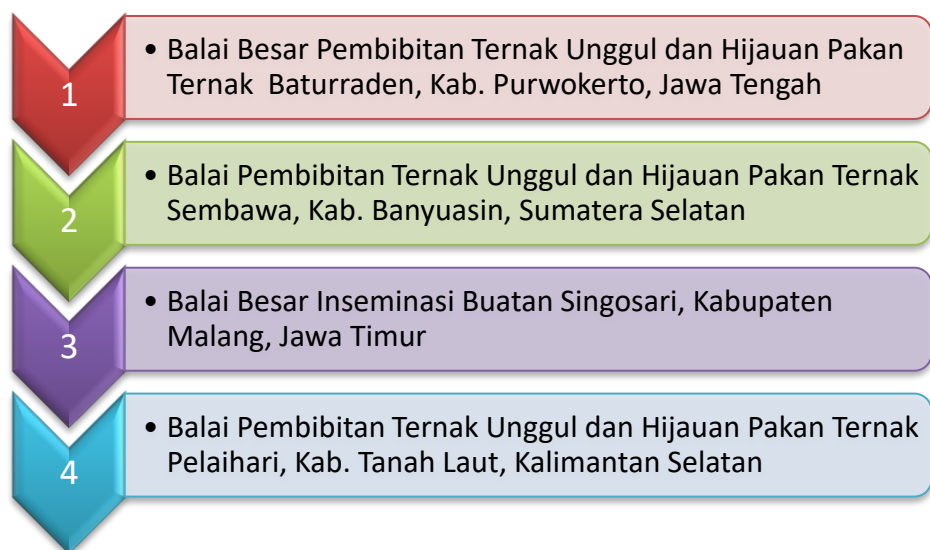 1
• Balai Besar Pembibitan Ternak Unggul dan Hijauan Pakan
Ternak  Baturraden, Kab. Purwokerto, Jawa Tengah
2
• Balai Pembibitan Ternak Unggul dan Hijauan Pakan Ternak
Sembawa, Kab. Banyuasin, Sumatera Selatan
3
• Balai Besar Inseminasi Buatan Singosari, Kabupaten
Malang, Jawa Timur
4
• Balai Pembibitan Ternak Unggul dan Hijauan Pakan Ternak
Pelaihari, Kab. Tanah Laut, Kalimantan Selatan